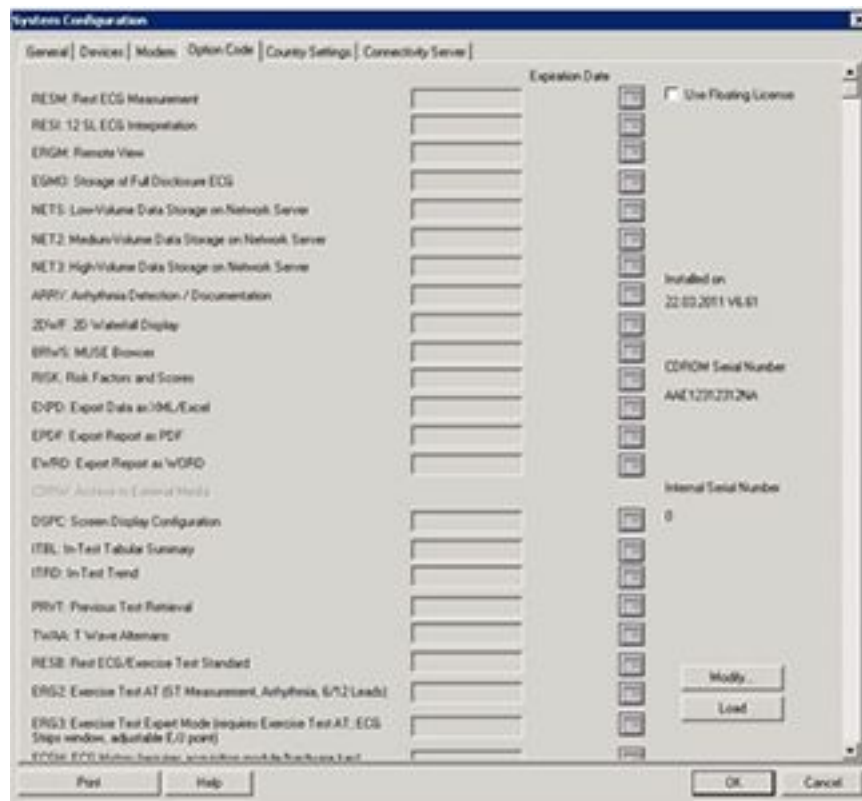 System Configuration
General
Devices
Modem
Option Code
Country Settings
Connectivity Server
Expiration Date
RESM: Rest ECG Measurement
Use Floating License
RESI: 12 SL ECG Interpretation
ERGM: Remote View
EGMO: Storage of Full Disclosure ECG
NETS: Low-Volume Data Storage on Network Server
NET2: Medium-Volume Data Storage on Network Server
NET3: High-Volume Data Storage on Network Server
Installed on
ARRY: Arrhythmia Detection / Documentation
22.03.2011 V6.61
2DWF: 2D Waterfall Display
BRWS: MUSE Browser
CDROM Serial Number
RISK: Risk Factors and Scores
AAE12312312NA
EXPD: Export Data as XML/Excel
EPDF: Export Report as PDF
EWRD: Export Report as WORD
Internal Serial Number
Archive to External Media
DSPC: Screen Display Configuration
0
ITBL: In-Test Tabular Summary
ITRD: In-Test Trend
PRVT: Previous Test Retrieval
TWAA: T Wave Alternans
RESB: Rest ECG/Exercise Test Standard
Modify...
ERG2: Exercise Test AT (ST Measurement, Arrhythmia, 6/12 Leads)
Load
ERG3: Exercise Test Expert Mode (requires Exercise Test AT; ECG
Strips window, adjustable E/J point)
Print
Help
OK
Cancel